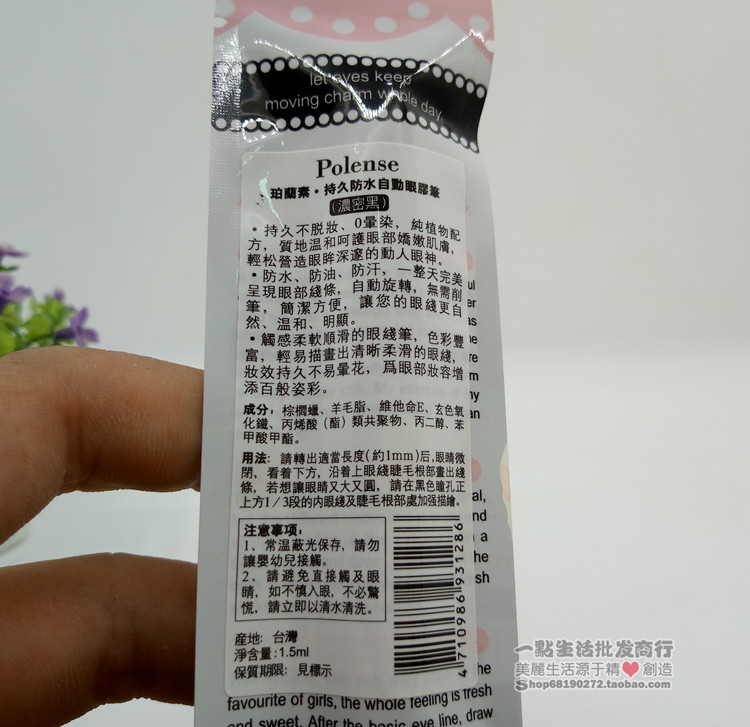 let eyes keep
moving charm whole day
Polense
珀蘭素·持久防水自動眼膠筆
(濃密黑)
·持久不脫妝、0暈染，純植物配
方，質地温和呵護眼部嬌嫩肌膚，
輕松營造眼眸深邃的動人眼神。
·防水、防油、防汗，一整天完美
呈現眼部綫條，自動旋轉，無需削
筆，簡潔方便，讓您的眼綫更自
然、温和、明顯。
·觸感柔軟順滑的眼綫筆，色彩豐
富，輕易描畫出清晰柔滑的眼綫，
妝效持久不易暈花，爲眼部妝容增
添百般姿彩。
成分：棕櫚蠟、羊毛脂、維他命E、玄色氧
化鐵、丙烯酸（酯）類共聚物、丙二醇、苯
甲酸甲酯。
用法：請轉出適當長度(約1mm)后,眼睛微
閉，看着下方，沿着上眼綫睫毛根部畫出綫
條，若想讓眼睛又大又圓，請在黑色瞳孔正
上方1/3段的内眼綫及睫毛根部處加强描繪。
注意事項：
1、常温蔽光保存，請勿
讓嬰幼兒接觸。
2、請避免直接觸及眼
睛，如不慎入眼，不必驚
慌，請立即以清水清洗。
4710986931286
産地：台灣
淨含量：1.5ml
保質期限：見標示
ul
er
as
he
re
m
ny
an
al,
nd
a
he
sh
the
favourite of girls, the whole feeling is fresh
and sweet. After the basic eye line, draw
一點生活批发商行
美麗生活源于精❤創造
Shop68190272.taobao.com